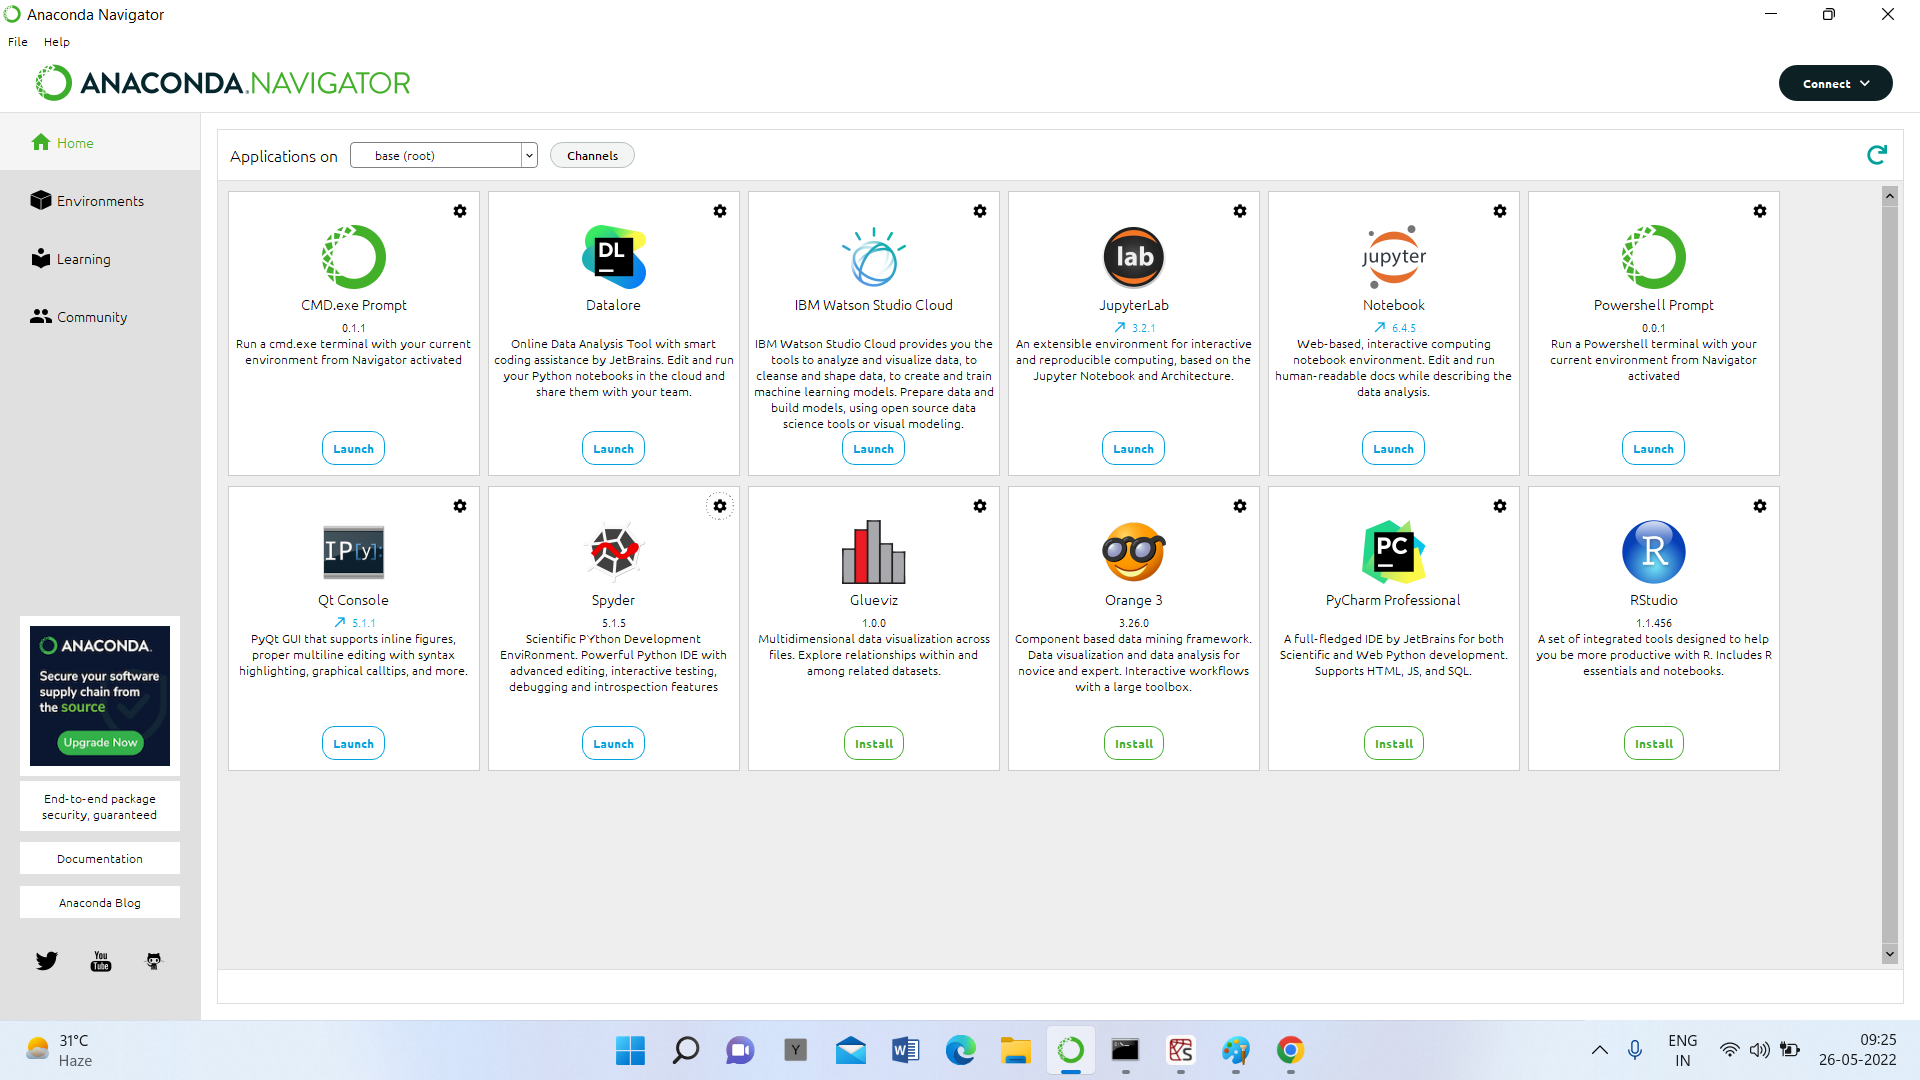 Anaconda Navigator
File Help
ANACONDA.NAVIGATOR
Connect
Home
Environments
Learning
Community
ANACONDA.
Secure your software
supply chain from
the source
Upgrade Now
End-to-end package
security, guaranteed
Documentation
Anaconda Blog
You
Tube
Applications on
base (root)
Channels
CMD.exe Prompt
0.1.1
Run a cmd.exe terminal with your current
environment from Navigator activated
Launch
DL
Datalore
Online Data Analysis Tool with smart
coding assistance by JetBrains. Edit and run
your Python notebooks in the cloud and
share them with your team.
Launch
IBM Watson Studio Cloud
IBM Watson Studio Cloud provides you the
tools to analyze and visualize data, to
cleanse and shape data, to create and train
machine learning models. Prepare data and
build models, using open source data
science tools or visual modeling.
Launch
lab
JupyterLab
3.2.1
An extensible environment for interactive
and reproducible computing, based on the
Jupyter Notebook and Architecture.
Launch
jupyter
Notebook
6.4.5
Web-based, interactive computing
notebook environment. Edit and run
human-readable docs while describing the
data analysis.
Launch
Powershell Prompt
0.0.1
Run a Powershell terminal with your
current environment from Navigator
activated
Launch
IP[y]:
Qt Console
5.1.1
PyQt GUI that supports inline figures,
proper multiline editing with syntax
highlighting, graphical calltips, and more.
Launch
Spyder
5.1.5
Scientific PYthon Development
EnviRonment. Powerful Python IDE with
advanced editing, interactive testing,
debugging and introspection features
Launch
Glueviz
1.0.0
Multidimensional data visualization across
files. Explore relationships within and
among related datasets.
Install
Orange 3
3.26.0
Component based data mining framework.
Data visualization and data analysis for
novice and expert. Interactive workflows
with a large toolbox.
Install
PC
PyCharm Professional
A full-fledged IDE by JetBrains for both
Scientific and Web Python development.
Supports HTML, JS, and SQL.
Install
R
RStudio
1.1.456
A set of integrated tools designed to help
you be more productive with R. Includes R
essentials and notebooks.
Install
31°C
Haze
Y
W
ENG
IN
09:25
26-05-2022